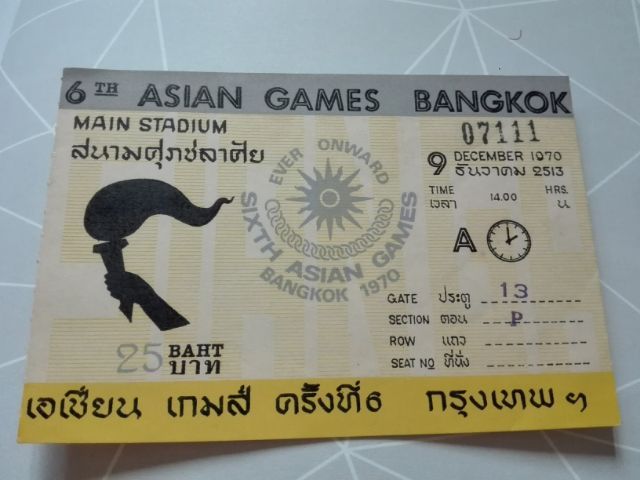 6TH ASIAN GAMES BANGKOK
MAIN STADIUM
สนามศุภชลาศัย
07111
9 DECEMBER 1970
ธันวาคม 2513
TIME 14.00 HRS.
เวลา น
A
EVER ONWARD
SIXTH ASIAN GAMES
BANGKOK 1970
GATE ประตู 13
SECTION ตอน P
ROW แถว
SEAT NO ที่นั่ง
25 BAHT
บาท
เอเชียน เกมส์ ครั้งที่ 6 กรุงเทพ ฯ